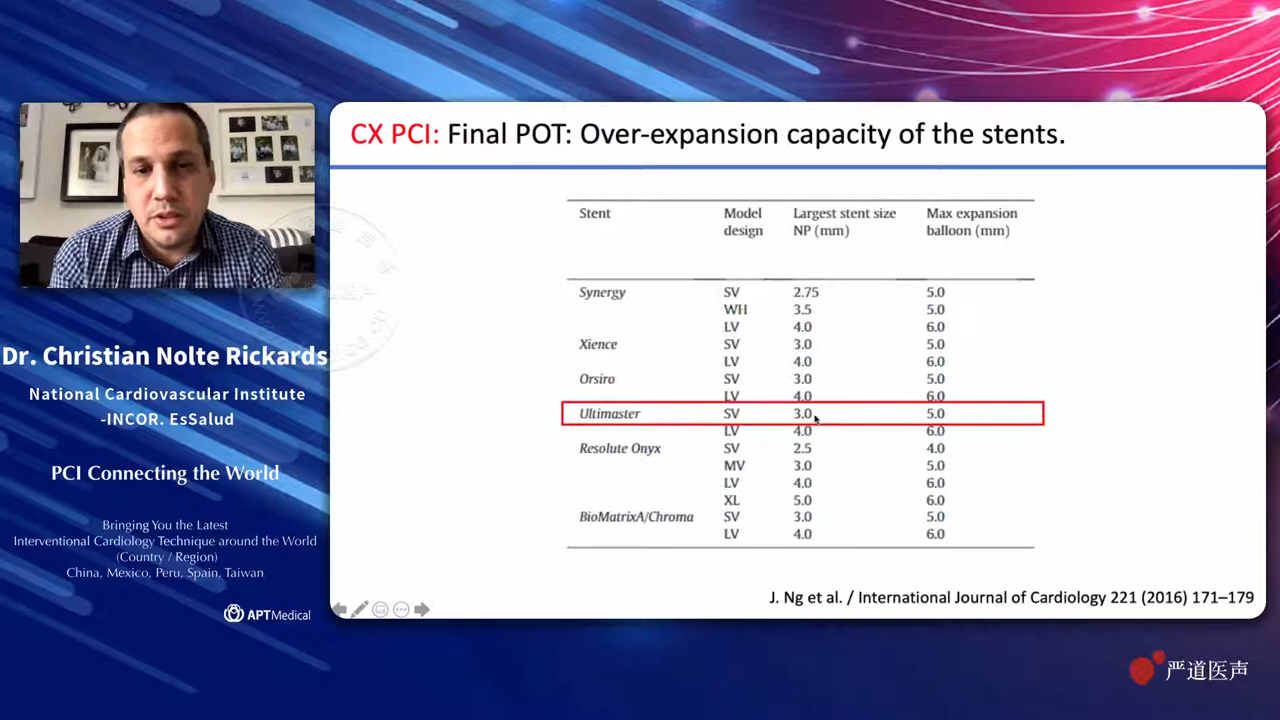 CX PCI: Final POT: Over-expansion capacity of the stents.
Stent Model design Largest stent size NP (mm) Max expansion balloon (mm)
Synergy SV 2.75 5.0
WH 3.5 5.0
LV 4.0 6.0
Xience SV 3.0 5.0
LV 4.0 6.0
Orsiro SV 3.0 5.0
LV 4.0 6.0
Ultimaster SV 3.0 5.0
LV 4.0 6.0
Resolute Onyx SV 2.5 4.0
MV 3.0 5.0
LV 4.0 6.0
XL 5.0 6.0
BioMatrixA/Chroma SV 3.0 5.0
LV 4.0 6.0
J. Ng et al. / International Journal of Cardiology 221 (2016) 171–179
Dr. Christian Nolte Rickards
National Cardiovascular Institute
-INCOR. EsSalud
PCI Connecting the World
Bringing You the Latest
Interventional Cardiology Technique around the World
(Country / Region)
China, Mexico, Peru, Spain, Taiwan
APT Medical
严道医声